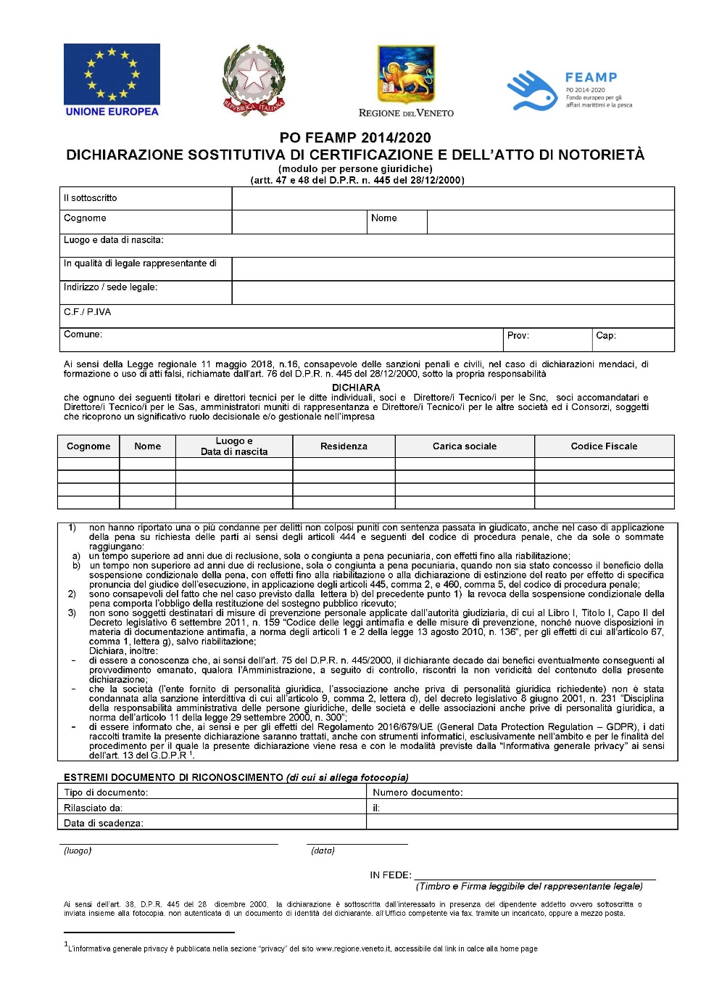 UNIONE EUROPEA
REPVBBLICA ITALIANA
REGIONE DEL VENETO
FEAMP
PO 2014-2020
Fondo europeo per gli
affari marittimi e la pesca
PO FEAMP 2014/2020
DICHIARAZIONE SOSTITUTIVA DI CERTIFICAZIONE E DELL’ATTO DI NOTORIETÀ
(modulo per persone giuridiche)
(artt. 47 e 48 del D.P.R. n. 445 del 28/12/2000)
Il sottoscritto
Cognome Nome
Luogo e data di nascita:
In qualità di legale rappresentante di
Indirizzo / sede legale:
C.F./ P.IVA
Comune: Prov: Cap:
Ai sensi della Legge regionale 11 maggio 2018, n.16, consapevole delle sanzioni penali e civili, nel caso di dichiarazioni mendaci, di
formazione o uso di atti falsi, richiamate dall’art. 76 del D.P.R. n. 445 del 28/12/2000, sotto la propria responsabilità
DICHIARA
che ognuno dei seguenti titolari e direttori tecnici per le ditte individuali, soci e Direttore/i Tecnico/i per le Snc, soci accomandatari e
Direttore/i Tecnico/i per le Sas, amministratori muniti di rappresentanza e Direttore/i Tecnico/i per le altre società ed i Consorzi, soggetti
che ricoprono un significativo ruolo decisionale e/o gestionale nell’impresa
Cognome Nome Luogo e Data di nascita Residenza Carica sociale Codice Fiscale
1) non hanno riportato una o più condanne per delitti non colposi puniti con sentenza passata in giudicato, anche nel caso di applicazione
della pena su richiesta delle parti ai sensi degli articoli 444 e seguenti del codice di procedura penale, che da sole o sommate
raggiungano:
a) un tempo superiore ad anni due di reclusione, sola o congiunta a pena pecuniaria, con effetti fino alla riabilitazione;
b) un tempo non superiore ad anni due di reclusione, sola o congiunta a pena pecuniaria, quando non sia stato concesso il beneficio della
sospensione condizionale della pena, con effetti fino alla riabilitazione o alla dichiarazione di estinzione del reato per effetto di specifica
pronuncia del giudice dell’esecuzione, in applicazione degli articoli 445, comma 2, e 460, comma 5, del codice di procedura penale;
2) sono consapevoli del fatto che nel caso previsto dalla lettera b) del precedente punto 1) la revoca della sospensione condizionale della
pena comporta l’obbligo della restituzione del sostegno pubblico ricevuto;
3) non sono soggetti destinatari di misure di prevenzione personale applicate dall’autorità giudiziaria, di cui al Libro I, Titolo I, Capo II del
Decreto legislativo 6 settembre 2011, n. 159 “Codice delle leggi antimafia e delle misure di prevenzione, nonché nuove disposizioni in
materia di documentazione antimafia, a norma degli articoli 1 e 2 della legge 13 agosto 2010, n. 136”, per gli effetti di cui all’articolo 67,
comma 1, lettera g), salvo riabilitazione;
Dichiara, inoltre:
- di essere a conoscenza che, ai sensi dell’art. 75 del D.P.R. n. 445/2000, il dichiarante decade dai benefici eventualmente conseguenti al
provvedimento emanato, qualora l’Amministrazione, a seguito di controllo, riscontri la non veridicità del contenuto della presente
dichiarazione;
- che la società (l’ente fornito di personalità giuridica, l’associazione anche priva di personalità giuridica richiedente) non è stata
condannata alla sanzione interdittiva di cui all’articolo 9, comma 2, lettera d), del decreto legislativo 8 giugno 2001, n. 231 “Disciplina
della responsabilità amministrativa delle persone giuridiche, delle società e delle associazioni anche prive di personalità giuridica, a
norma dell’articolo 11 della legge 29 settembre 2000, n. 300”;
- di essere informato che, ai sensi e per gli effetti del Regolamento 2016/679/UE (General Data Protection Regulation – GDPR), i dati
raccolti tramite la presente dichiarazione saranno trattati, anche con strumenti informatici, esclusivamente nell’ambito e per le finalità del
procedimento per il quale la presente dichiarazione viene resa e con le modalità previste dalla “Informativa generale privacy” ai sensi
dell’art. 13 del G.D.P.R 1.
ESTREMI DOCUMENTO DI RICONOSCIMENTO (di cui si allega fotocopia)
Tipo di documento: Numero documento:
Rilasciato da: il:
Data di scadenza:
(luogo) (data)
IN FEDE:
(Timbro e Firma leggibile del rappresentante legale)
Ai sensi dell’art. 38, D.P.R. 445 del 28 dicembre 2000, la dichiarazione è sottoscritta dall’interessato in presenza del dipendente addetto ovvero sottoscritta o
inviata insieme alla fotocopia, non autenticata di un documento di identità del dichiarante, all’Ufficio competente via fax, tramite un incaricato, oppure a mezzo posta.
1L’informativa generale privacy è pubblicata nella sezione “privacy” del sito www.regione.veneto.it, accessibile dal link in calce alla home page